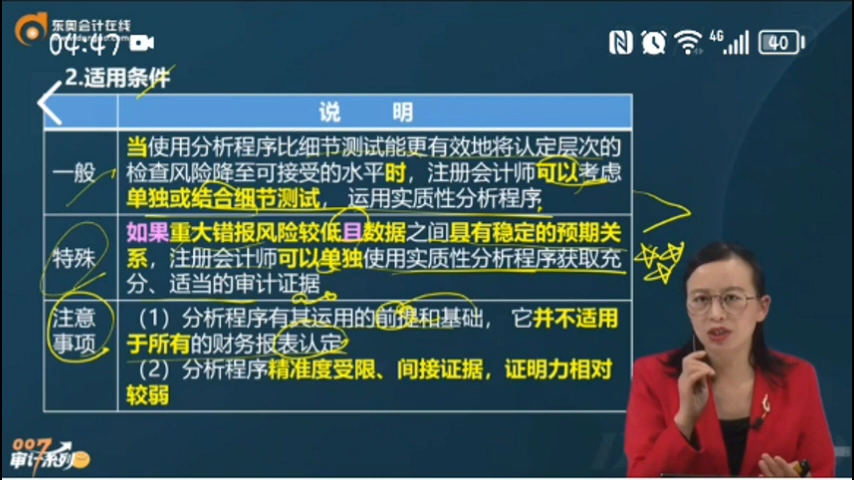 东奥会计在线
04:47
4G
40
2.适用条件
说 明
一般
当使用分析程序比细节测试能更有效地将认定层次的
检查风险降至可接受的水平时，注册会计师可以考虑
单独或结合细节测试，运用实质性分析程序
特殊
如果重大错报风险较低且数据之间具有稳定的预期关
系，注册会计师可以单独使用实质性分析程序获取充
分、适当的审计证据
注意
事项
（1）分析程序有其运用的前提和基础，它并不适用
于所有的财务报表认定
（2）分析程序精准度受限、间接证据，证明力相对
较弱
007
审计系列